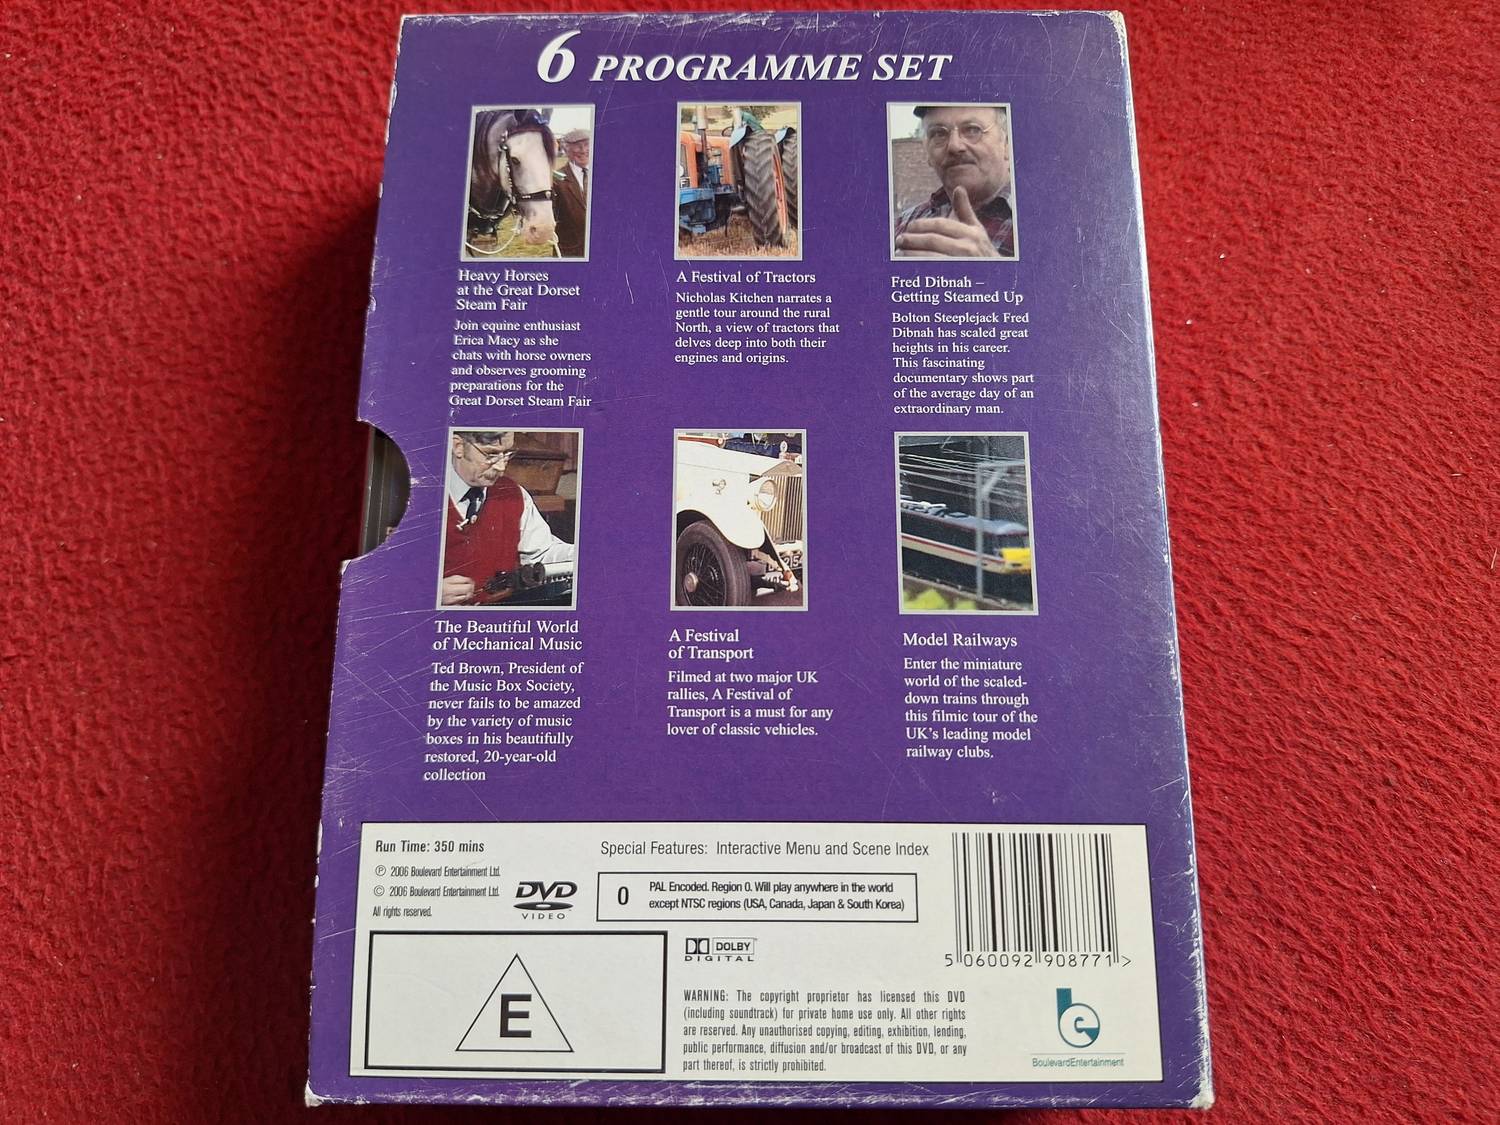 6 PROGRAMME SET
Heavy Horses
at the Great Dorset
Steam Fair
Join equine enthusiast
Erica Macy as she
chats with horse owners
and observes grooming
preparations for the
Great Dorset Steam Fair
A Festival of Tractors
Nicholas Kitchen narrates a
gentle tour around the rural
North, a view of tractors that
delves deep into both their
engines and origins.
Fred Dibnah –
Getting Steamed Up
Bolton Steeplejack Fred
Dibnah has scaled great
heights in his career.
This fascinating
documentary shows part
of the average day of an
extraordinary man.
The Beautiful World
of Mechanical Music
Ted Brown, President of
the Music Box Society,
never fails to be amazed
by the variety of music
boxes in his beautifully
restored, 20-year-old
collection
A Festival
of Transport
Filmed at two major UK
rallies, A Festival of
Transport is a must for any
lover of classic vehicles.
Model Railways
Enter the miniature
world of the scaled-
down trains through
this filmic tour of the
UK's leading model
railway clubs.
Run Time: 350 mins
℗ 2006 Boulevard Entertainment Ltd.
© 2006 Boulevard Entertainment Ltd.
All rights reserved.
DVD
VIDEO
Special Features: Interactive Menu and Scene Index
0
PAL Encoded. Region 0. Will play anywhere in the world
except NTSC regions (USA, Canada, Japan & South Korea)
DOLBY
DIGITAL
E
WARNING: The copyright proprietor has licensed this DVD
(including soundtrack) for private home use only. All other rights
are reserved. Any unauthorised copying, editing, exhibition, lending,
public performance, diffusion and/or broadcast of this DVD, or any
part thereof, is strictly prohibited.
5 060092 908771 >
BoulevardEntertainment